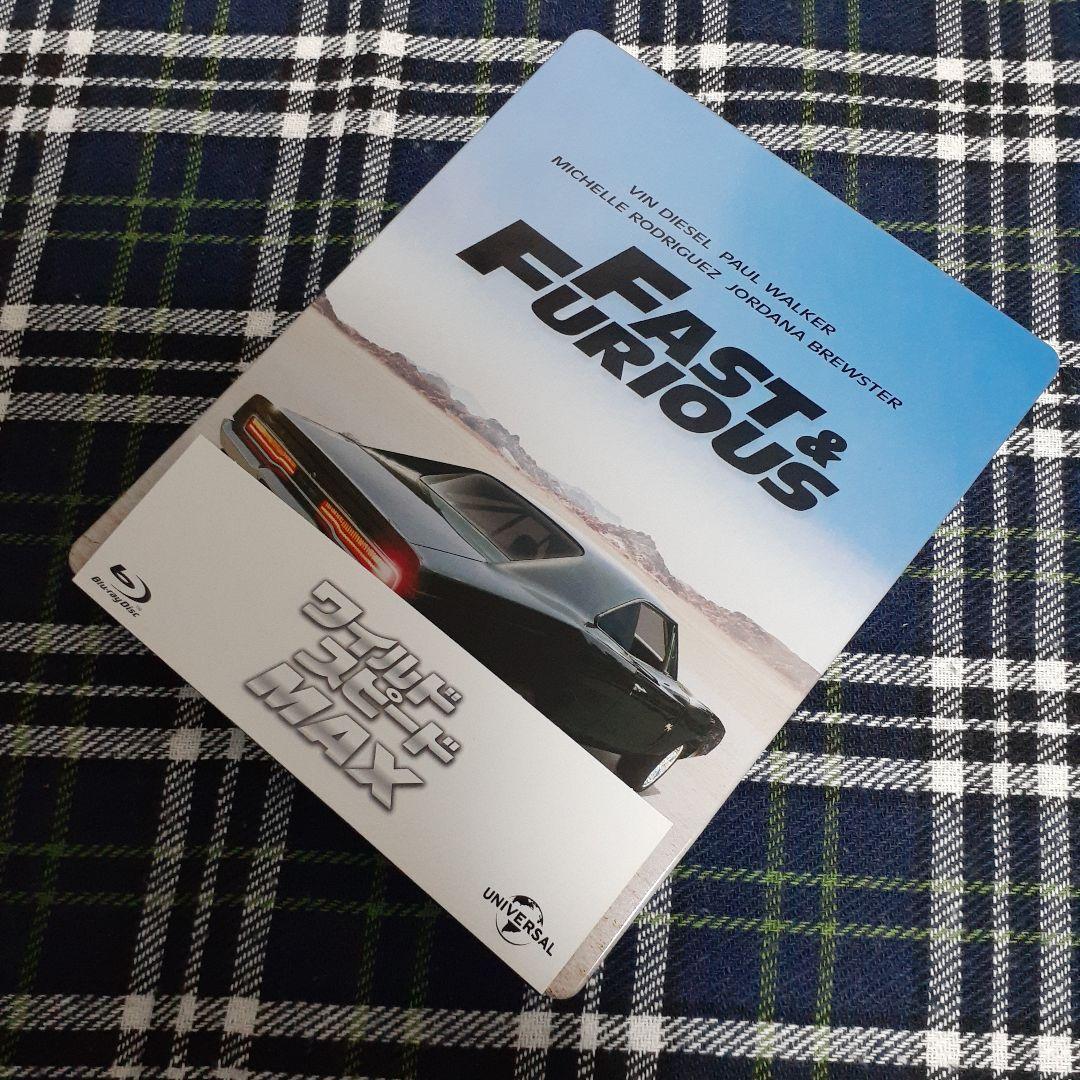 VIN DIESEL PAUL WALKER
MICHELLE RODRIGUEZ JORDANA BREWSTER
FAST &
FURIOUS
Blu-ray Disc
ワイルド
スピード
MAX
UNIVERSAL